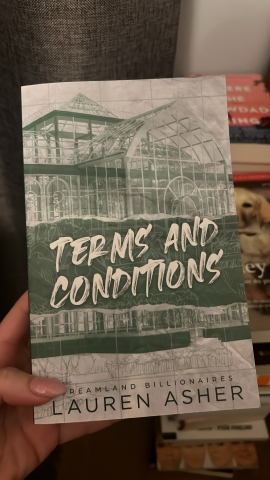 TERMS AND
CONDITIONS
DREAMLAND BILLIONAIRES
LAUREN ASHER